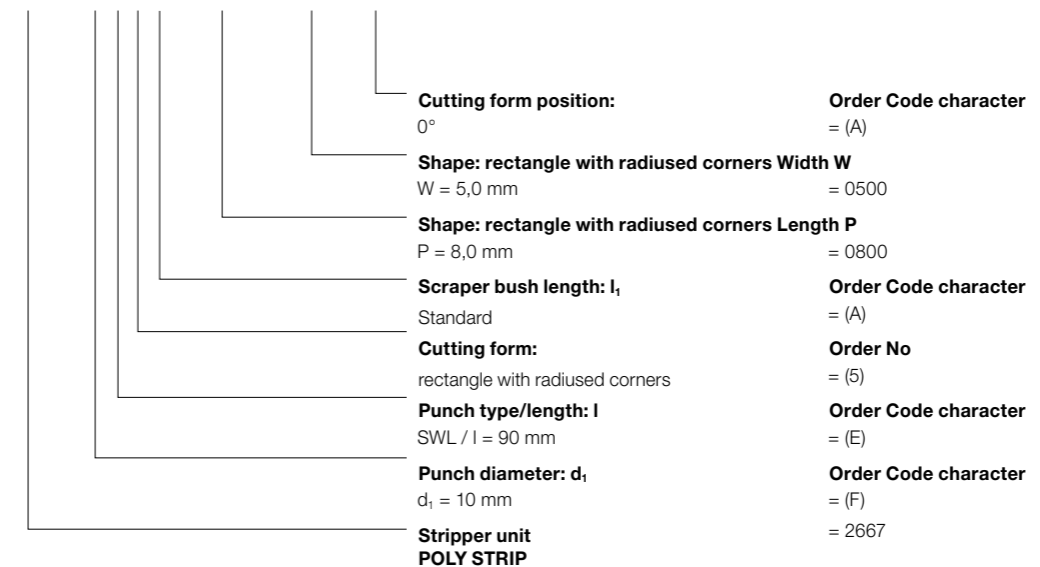 Cutting form position: Order Code character
0° = (A)
Shape: rectangle with radiused corners Width W
W = 5,0 mm = 0500
Shape: rectangle with radiused corners Length P
P = 8,0 mm = 0800
Scraper bush length: l₁ Order Code character
Standard = (A)
Cutting form: Order No
rectangle with radiused corners = (5)
Punch type/length: l Order Code character
SWL / l = 90 mm = (E)
Punch diameter: d₁ Order Code character
d₁ = 10 mm = (F)
Stripper unit = 2667
POLY STRIP